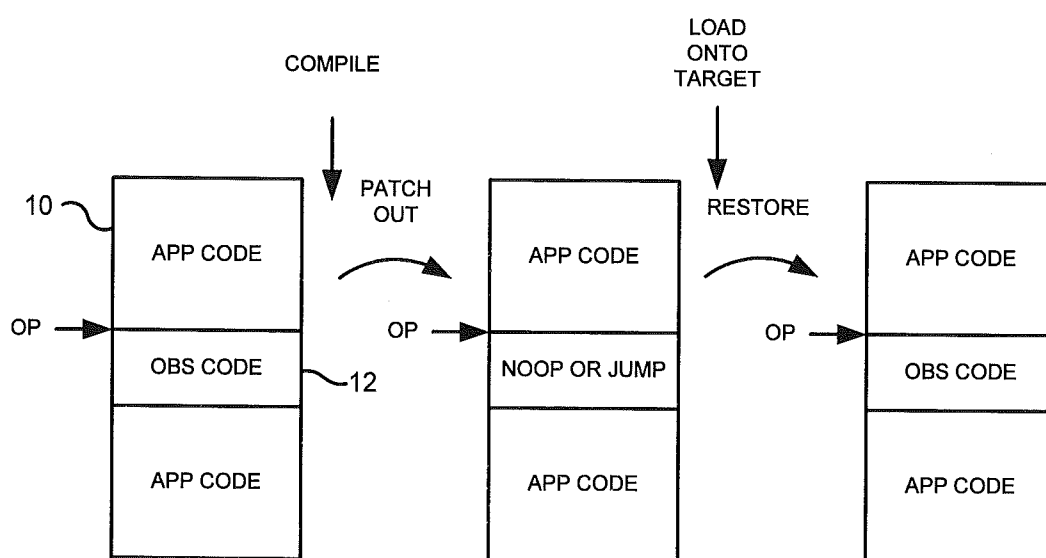 COMPILE
LOAD
ONTO
TARGET
PATCH
OUT
RESTORE
10
APP CODE
APP CODE
APP CODE
OP
OP
OP
OBS CODE
12
NOOP OR JUMP
OBS CODE
APP CODE
APP CODE
APP CODE